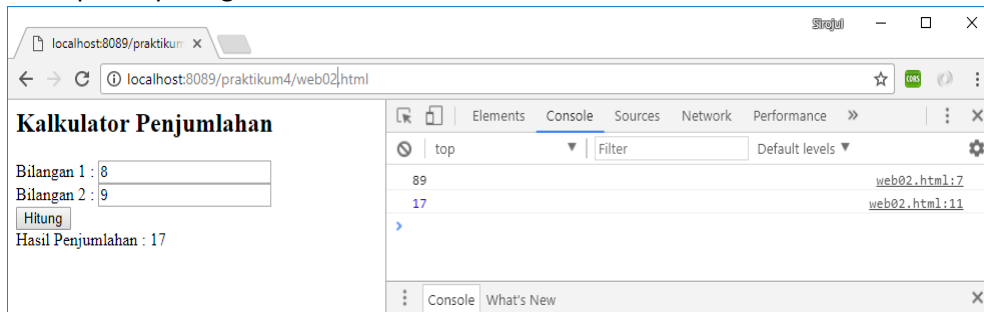 Sirojul
localhost:8089/praktikum
localhost:8089/praktikum4/web02.html
CORS
Kalkulator Penjumlahan
Bilangan 1 : 8
Bilangan 2 : 9
Hitung
Hasil Penjumlahan : 17
Elements Console Sources Network Performance »
top ▼ Filter Default levels ▼
89 web02.html:7
17 web02.html:11
>
Console What's New